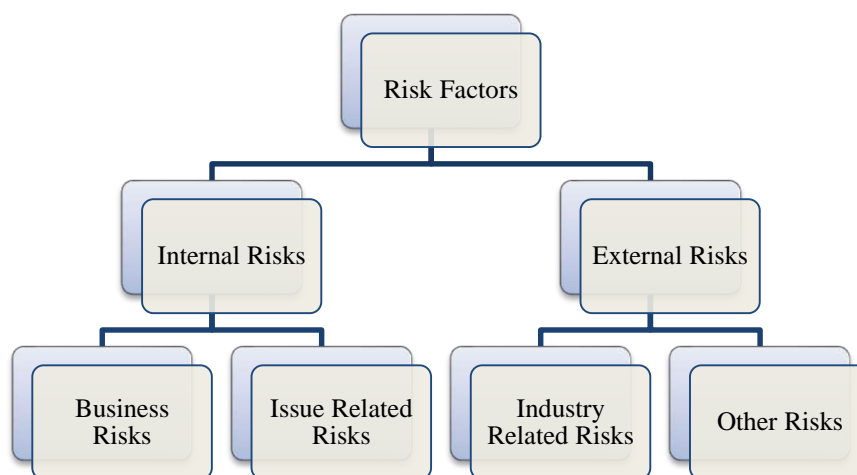 Risk Factors
Internal Risks
External Risks
Business
Risks
Issue Related
Risks
Industry
Related Risks
Other Risks